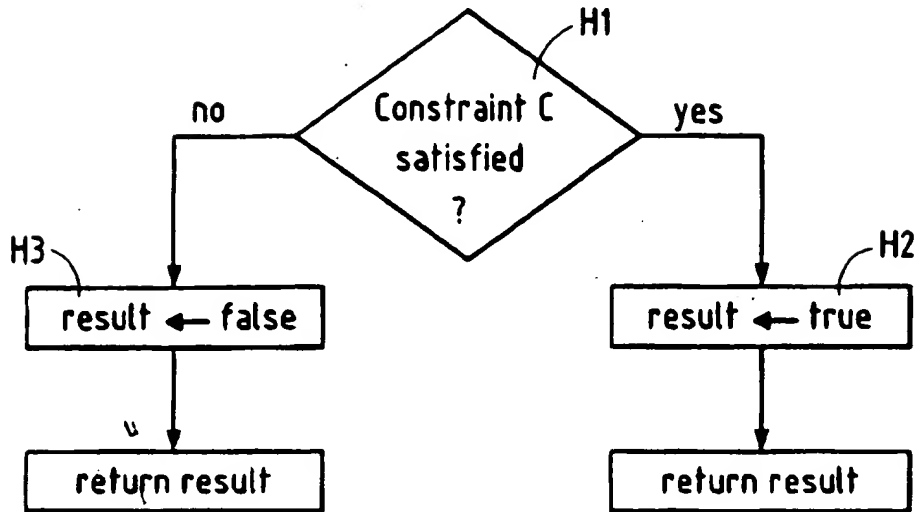 H1
Constraint C
satisfied
?
no
yes
H3
result ← false
H2
result ← true
return result
return result